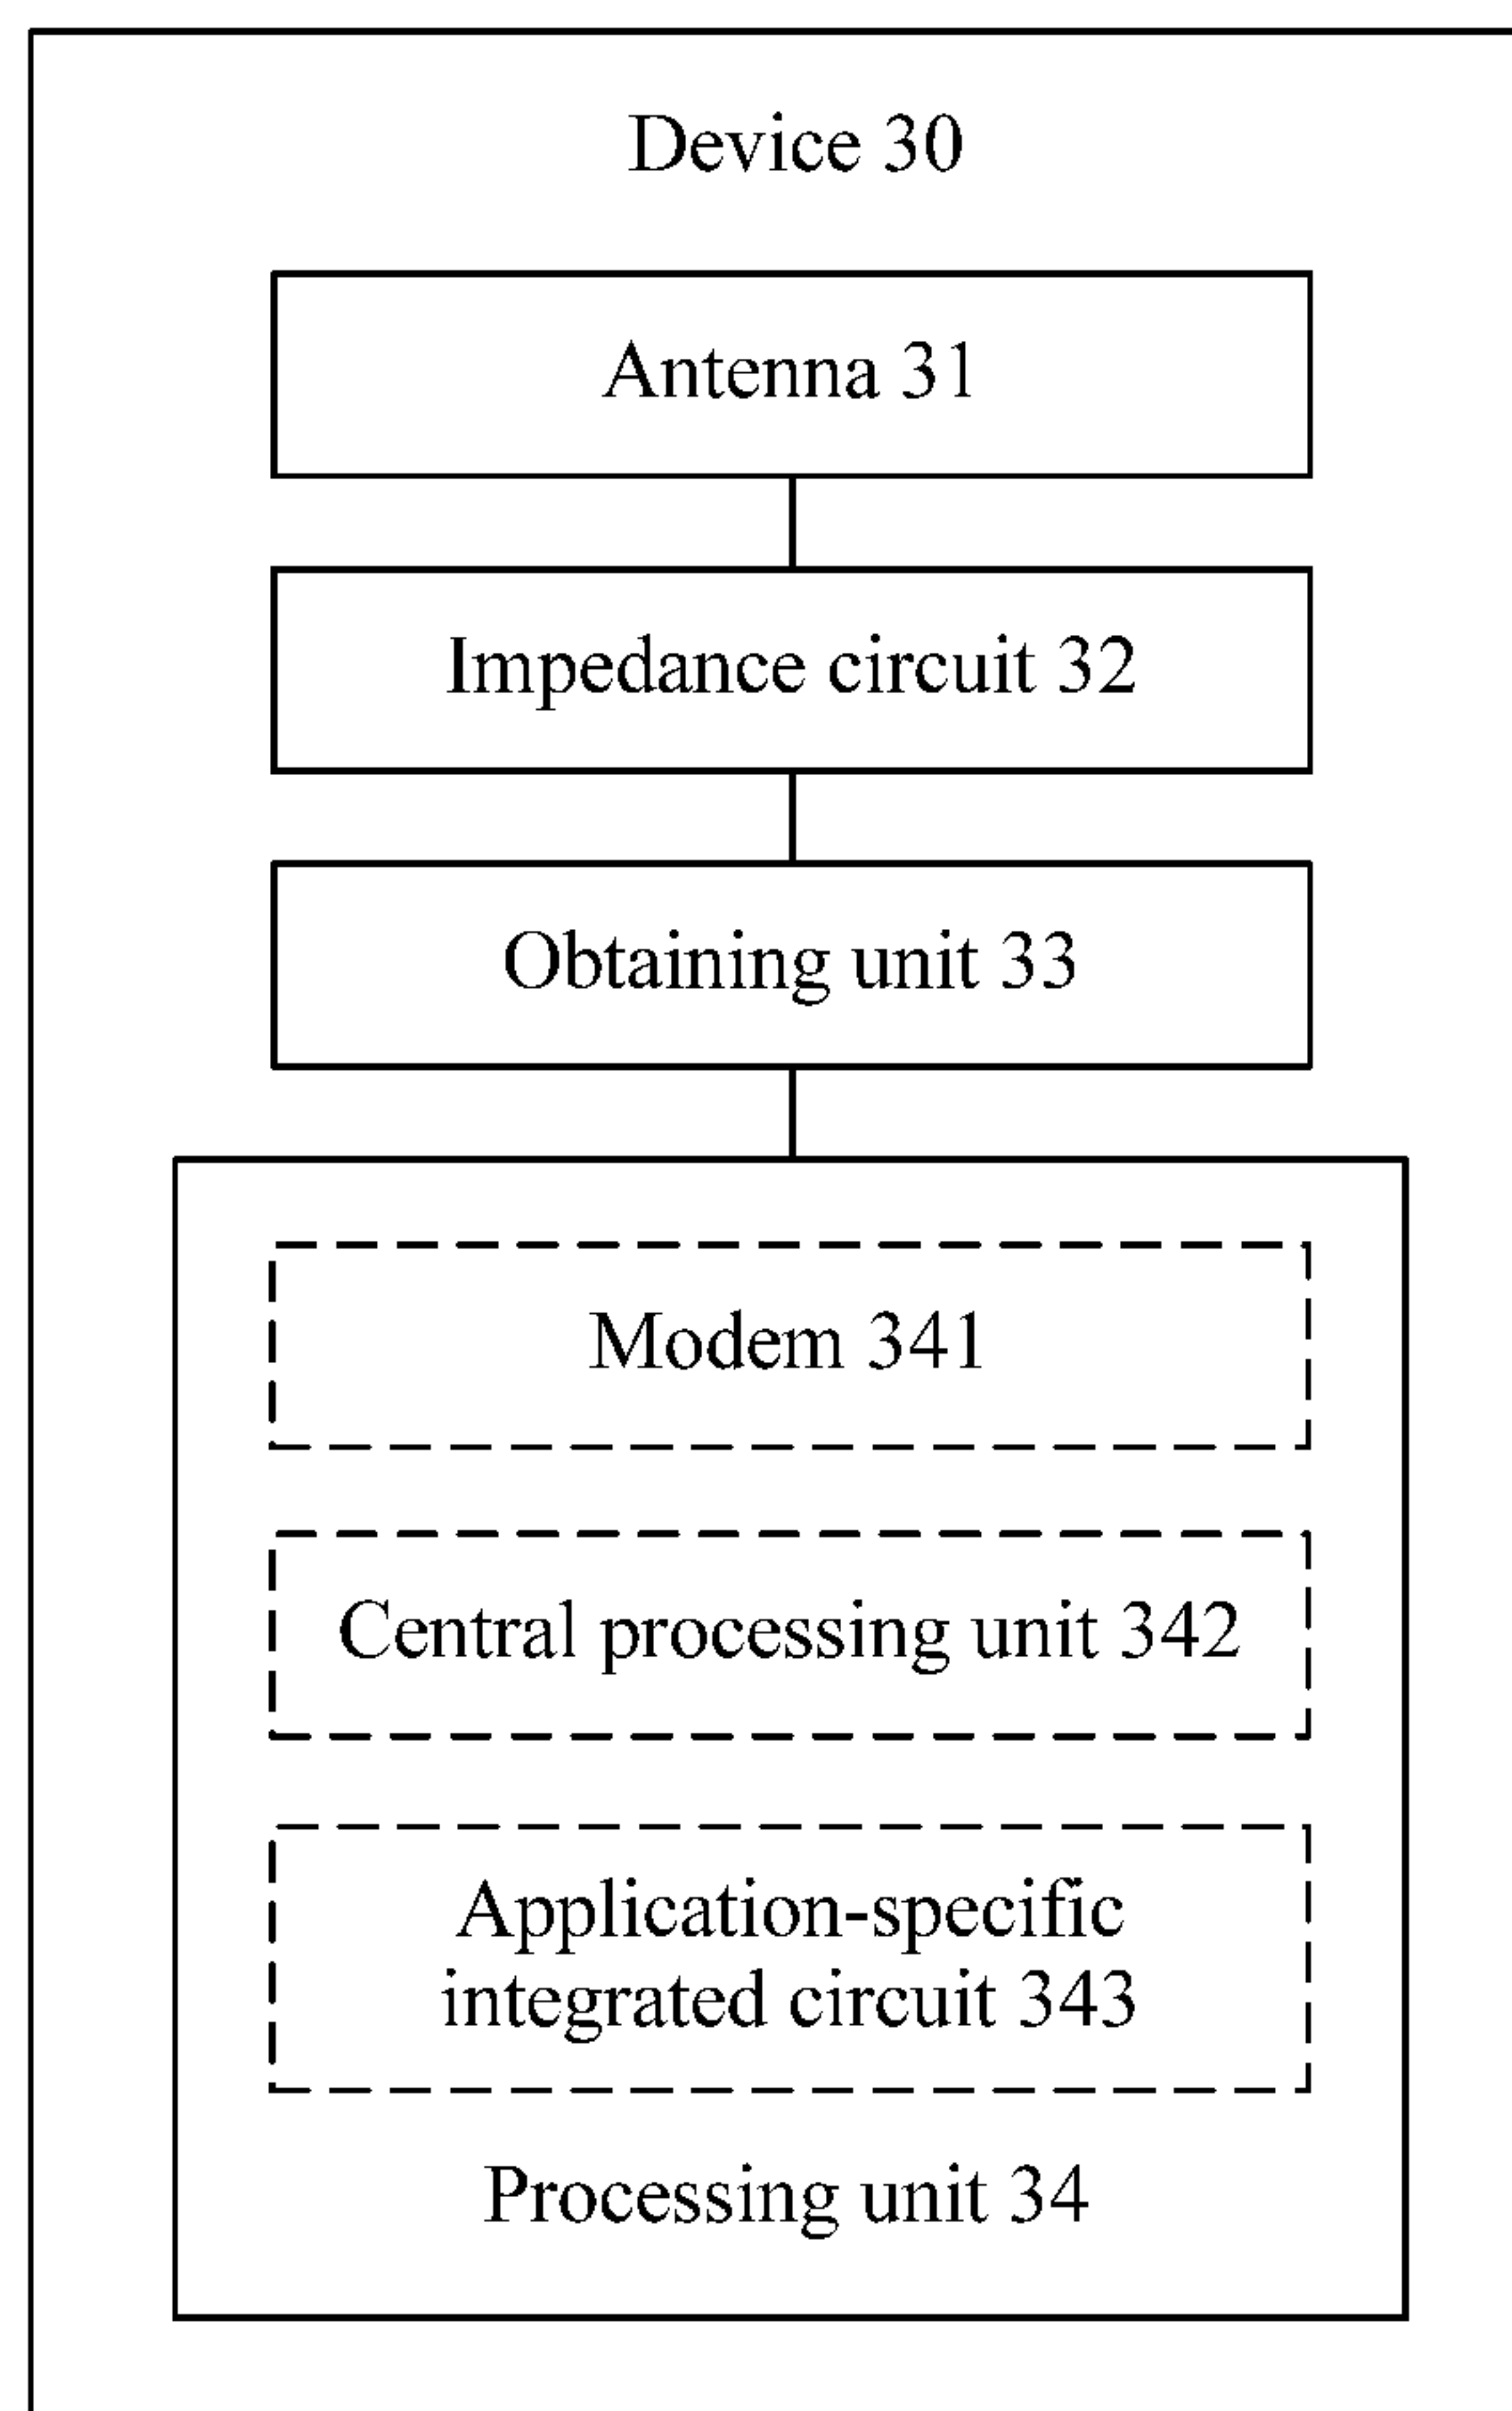 Device 30
Antenna 31
Impedance circuit 32
Obtaining unit 33
Modem 341
Central processing unit 342
Application-specific
integrated circuit 343
Processing unit 34